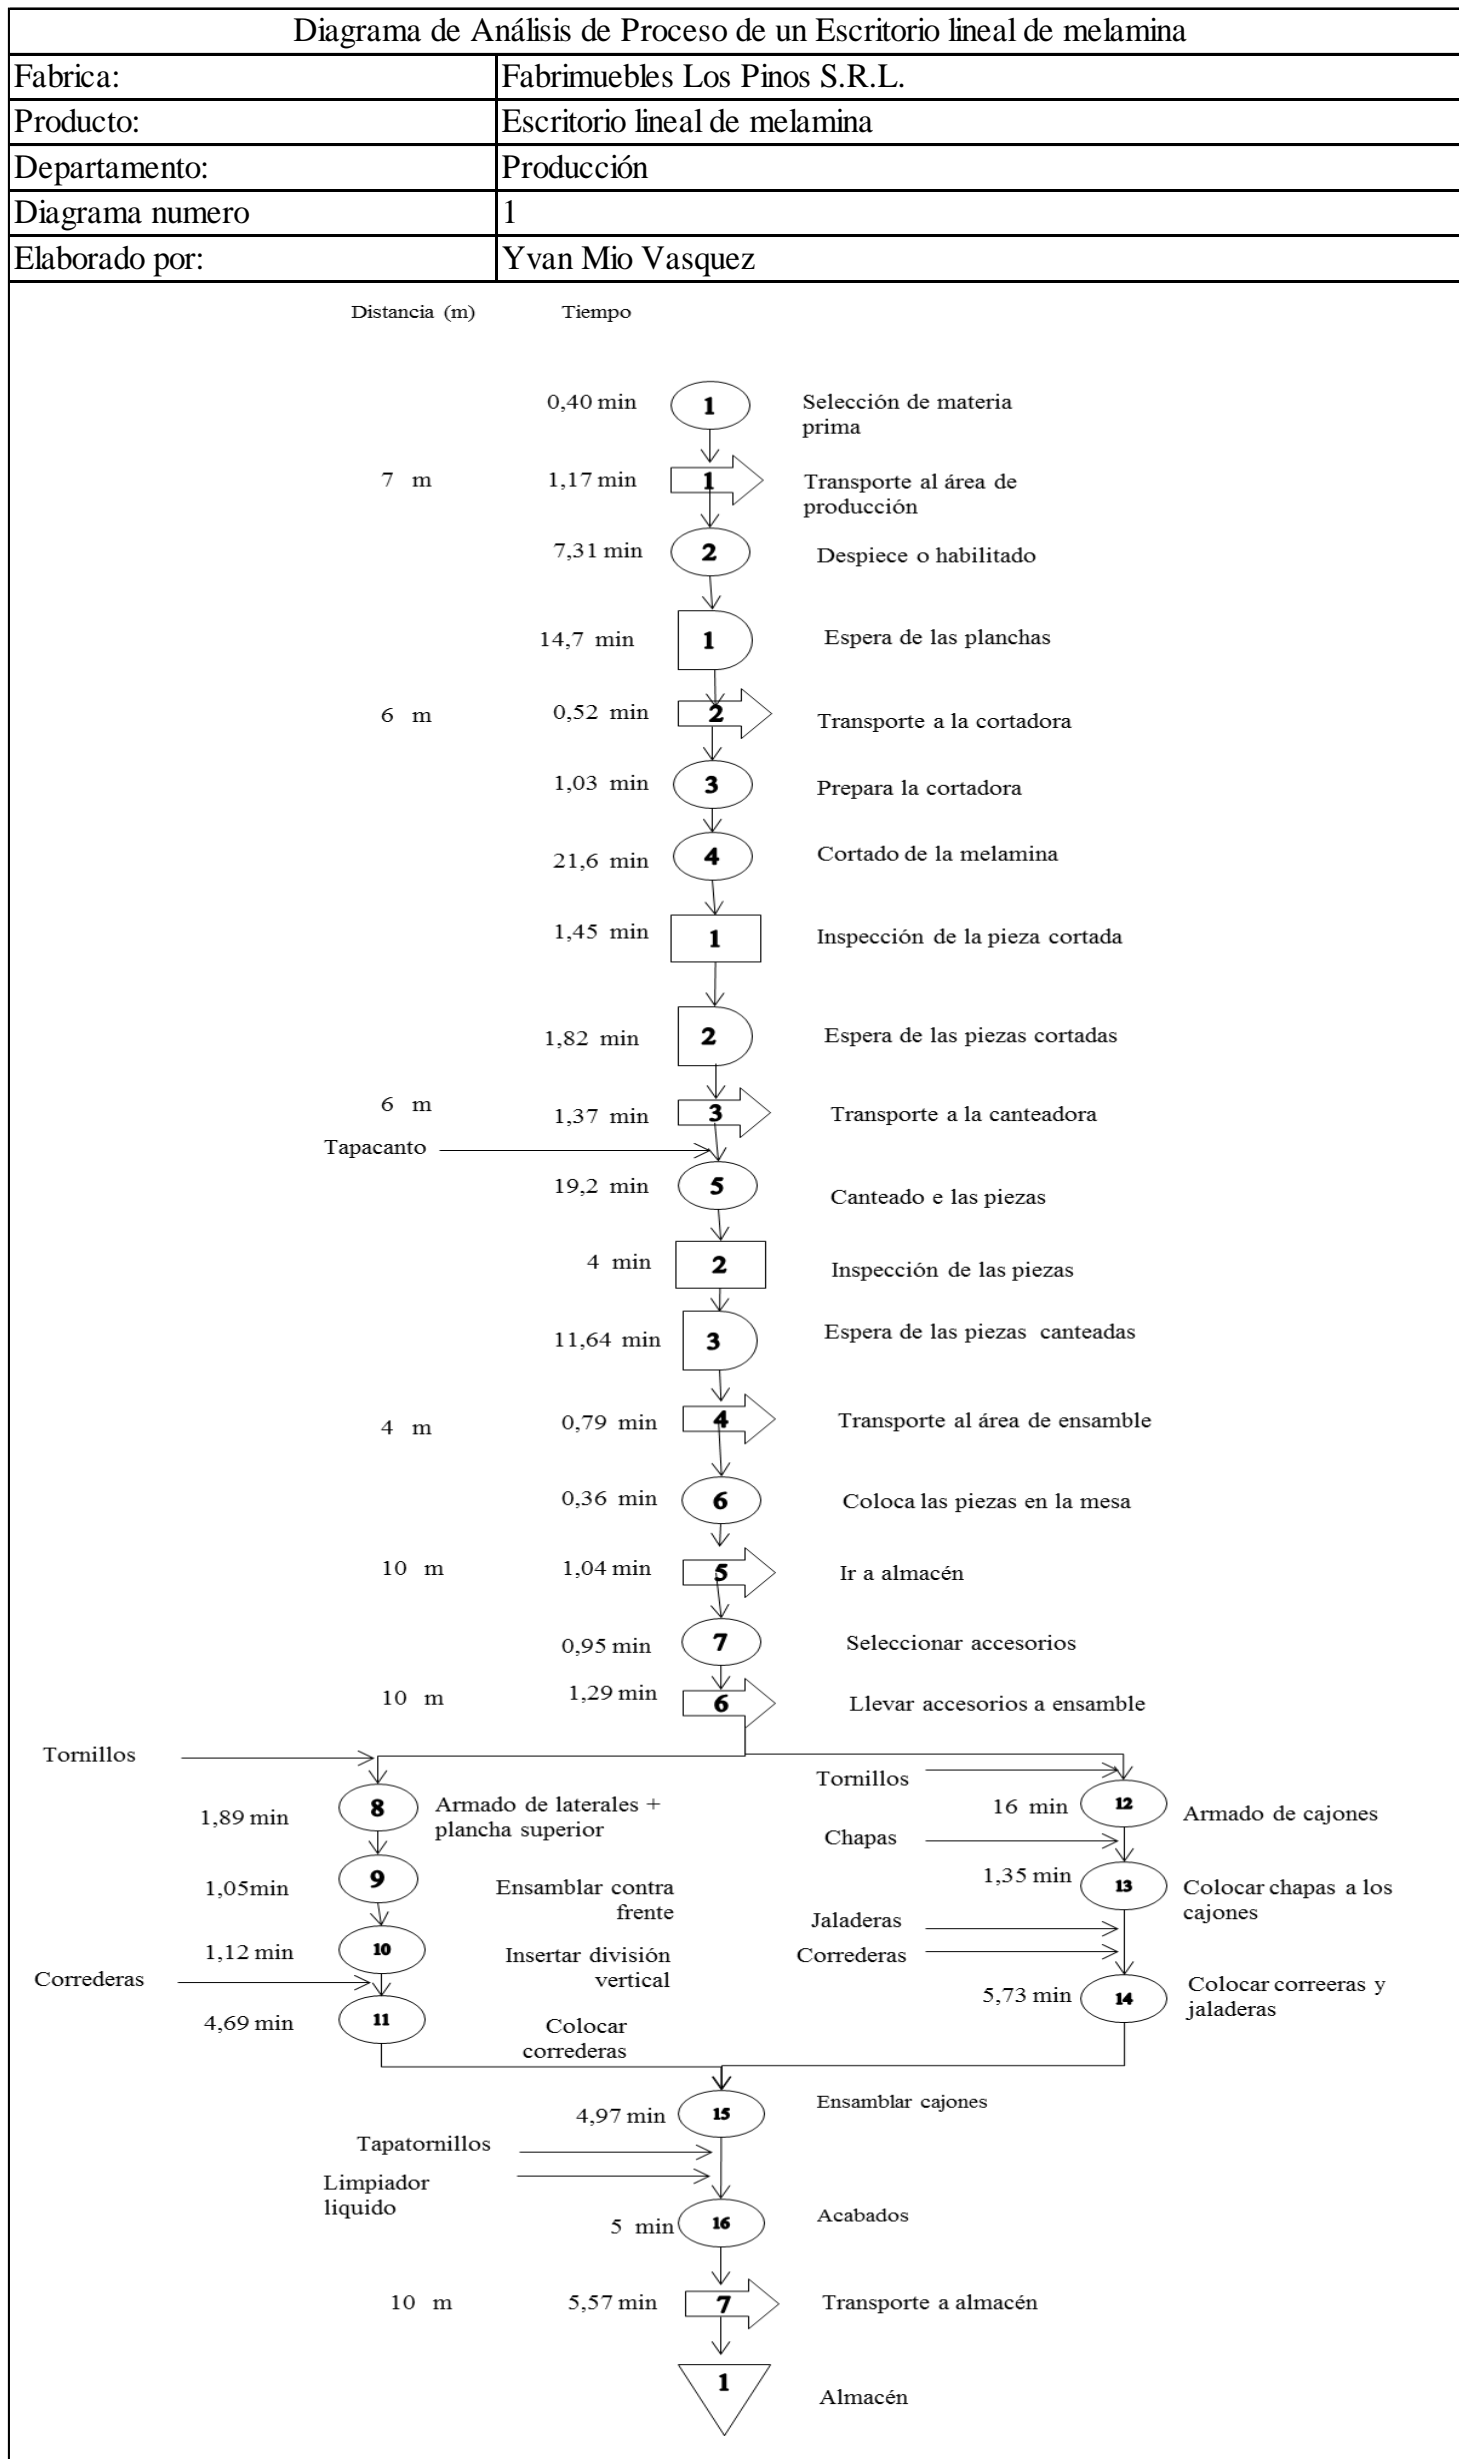 Diagrama de Análisis de Proceso de un Escritorio lineal de melamina
Fabrica: Fabrimuebles Los Pinos S.R.L.
Producto: Escritorio lineal de melamina
Departamento: Producción
Diagrama numero 1
Elaborado por: Yvan Mio Vasquez
Distancia (m) Tiempo
0,40 min 1 Selección de materia
prima
7 m 1,17 min 1 Transporte al área de
producción
7,31 min 2 Despiece o habilitado
14,7 min 1 Espera de las planchas
6 m 0,52 min 2 Transporte a la cortadora
1,03 min 3 Prepara la cortadora
21,6 min 4 Cortado de la melamina
1,45 min 1 Inspección de la pieza cortada
1,82 min 2 Espera de las piezas cortadas
6 m 1,37 min 3 Transporte a la canteadora
Tapacanto
19,2 min 5 Canteado e las piezas
4 min 2 Inspección de las piezas
11,64 min 3 Espera de las piezas canteadas
4 m 0,79 min 4 Transporte al área de ensamble
0,36 min 6 Coloca las piezas en la mesa
10 m 1,04 min 5 Ir a almacén
0,95 min 7 Seleccionar accesorios
10 m 1,29 min 6 Llevar accesorios a ensamble
Tornillos
1,89 min 8 Armado de laterales +
plancha superior
1,05min 9 Ensamblar contra
frente
1,12 min 10 Insertar división
vertical
Correderas
4,69 min 11 Colocar
correderas
Tornillos
16 min 12 Armado de cajones
Chapas
1,35 min 13 Colocar chapas a los
cajones
Jaladeras
Correderas
5,73 min 14 Colocar correeras y
jaladeras
4,97 min 15 Ensamblar cajones
Tapatornillos
Limpiador
liquido
5 min 16 Acabados
10 m 5,57 min 7 Transporte a almacén
1 Almacén